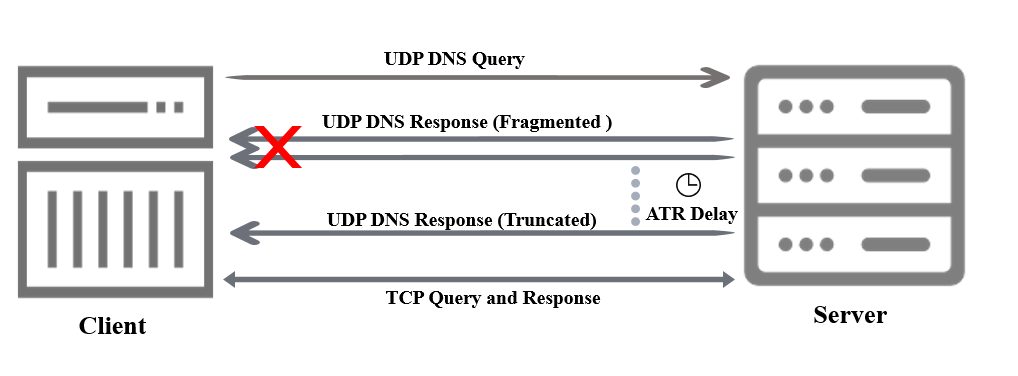 UDP DNS Query
UDP DNS Response (Fragmented )
ATR Delay
UDP DNS Response (Truncated)
TCP Query and Response
Client
Server